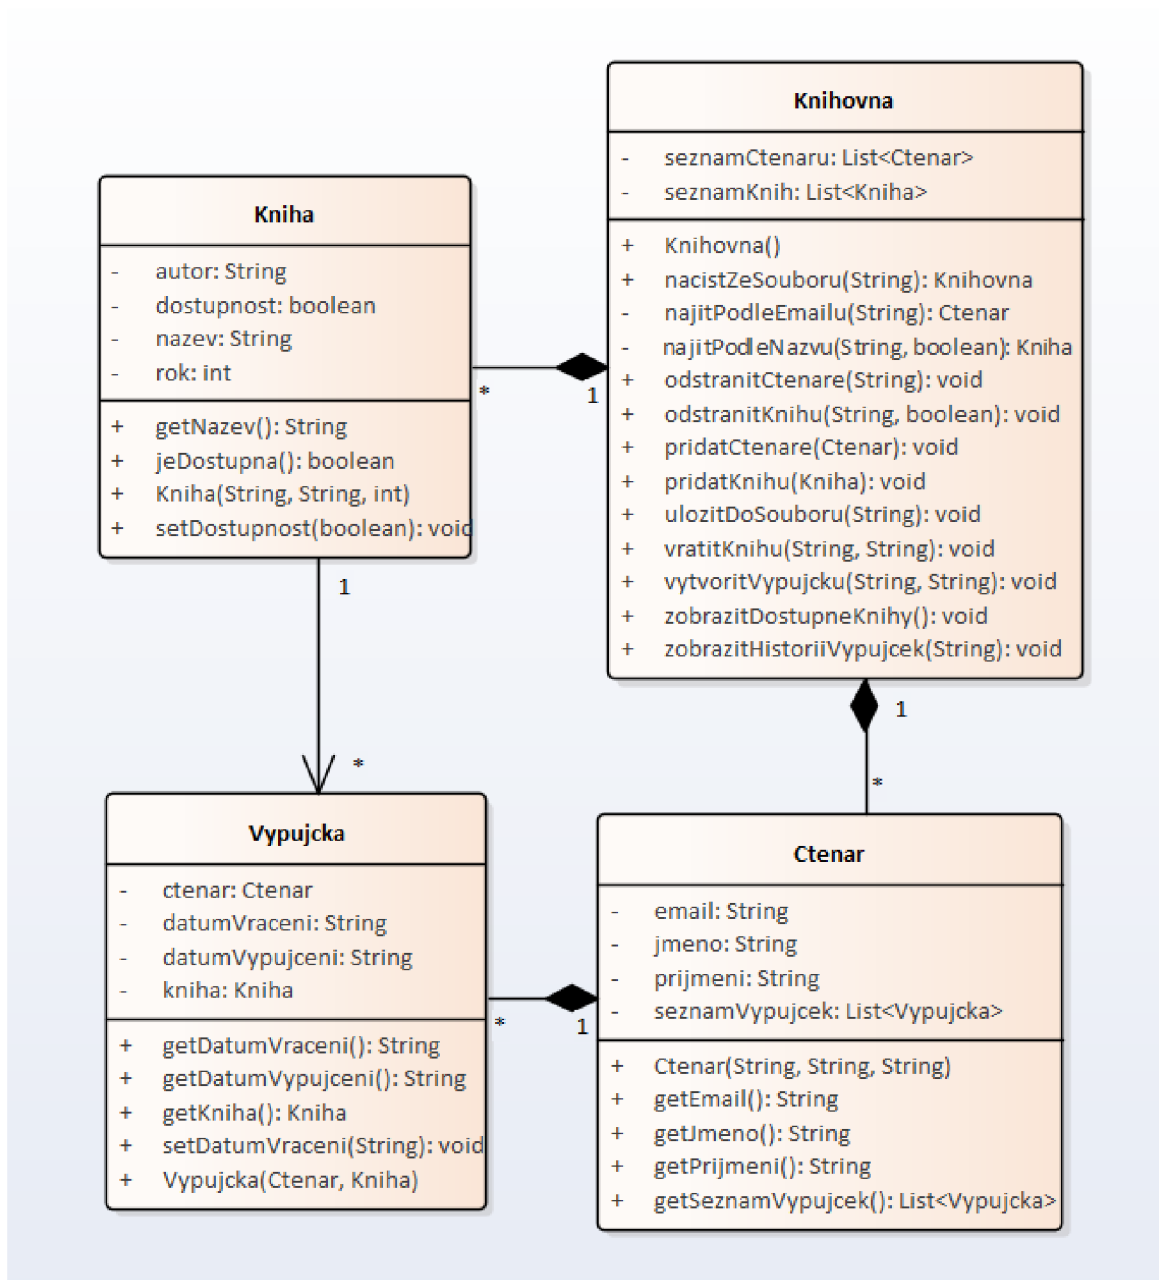 Knihovna
- seznamCtenaru: List<Ctenar>
- seznamKnih: List<Kniha>
+ Knihovna()
+ nacistZeSouboru(String): Knihovna
- najitPodleEmailu(String): Ctenar
- najitPodleNazvu(String, boolean): Kniha
+ odstranitCtenare(String): void
+ odstranitKnihu(String, boolean): void
+ pridatCtenare(Ctenar): void
+ pridatKnihu(Kniha): void
+ ulozitDoSouboru(String): void
+ vratitKnihu(String, String): void
+ vytvoritVypujcku(String, String): void
+ zobrazitDostupneKnihy(): void
+ zobrazitHistoriiVypujcek(String): void
Kniha
- autor: String
- dostupnost: boolean
- nazev: String
- rok: int
+ getNazev(): String
+ jeDostupna(): boolean
+ Kniha(String, String, int)
+ setDostupnost(boolean): void
*
1
1
*
1
*
Vypujcka
- ctenar: Ctenar
- datumVraceni: String
- datumVypujceni: String
- kniha: Kniha
+ getDatumVraceni(): String
+ getDatumVypujceni(): String
+ getKniha(): Kniha
+ setDatumVraceni(String): void
+ Vypujcka(Ctenar, Kniha)
*
1
Ctenar
- email: String
- jmeno: String
- prijmeni: String
- seznamVypujcek: List<Vypujcka>
+ Ctenar(String, String, String)
+ getEmail(): String
+ getJmeno(): String
+ getPrijmeni(): String
+ getSeznamVypujcek(): List<Vypujcka>